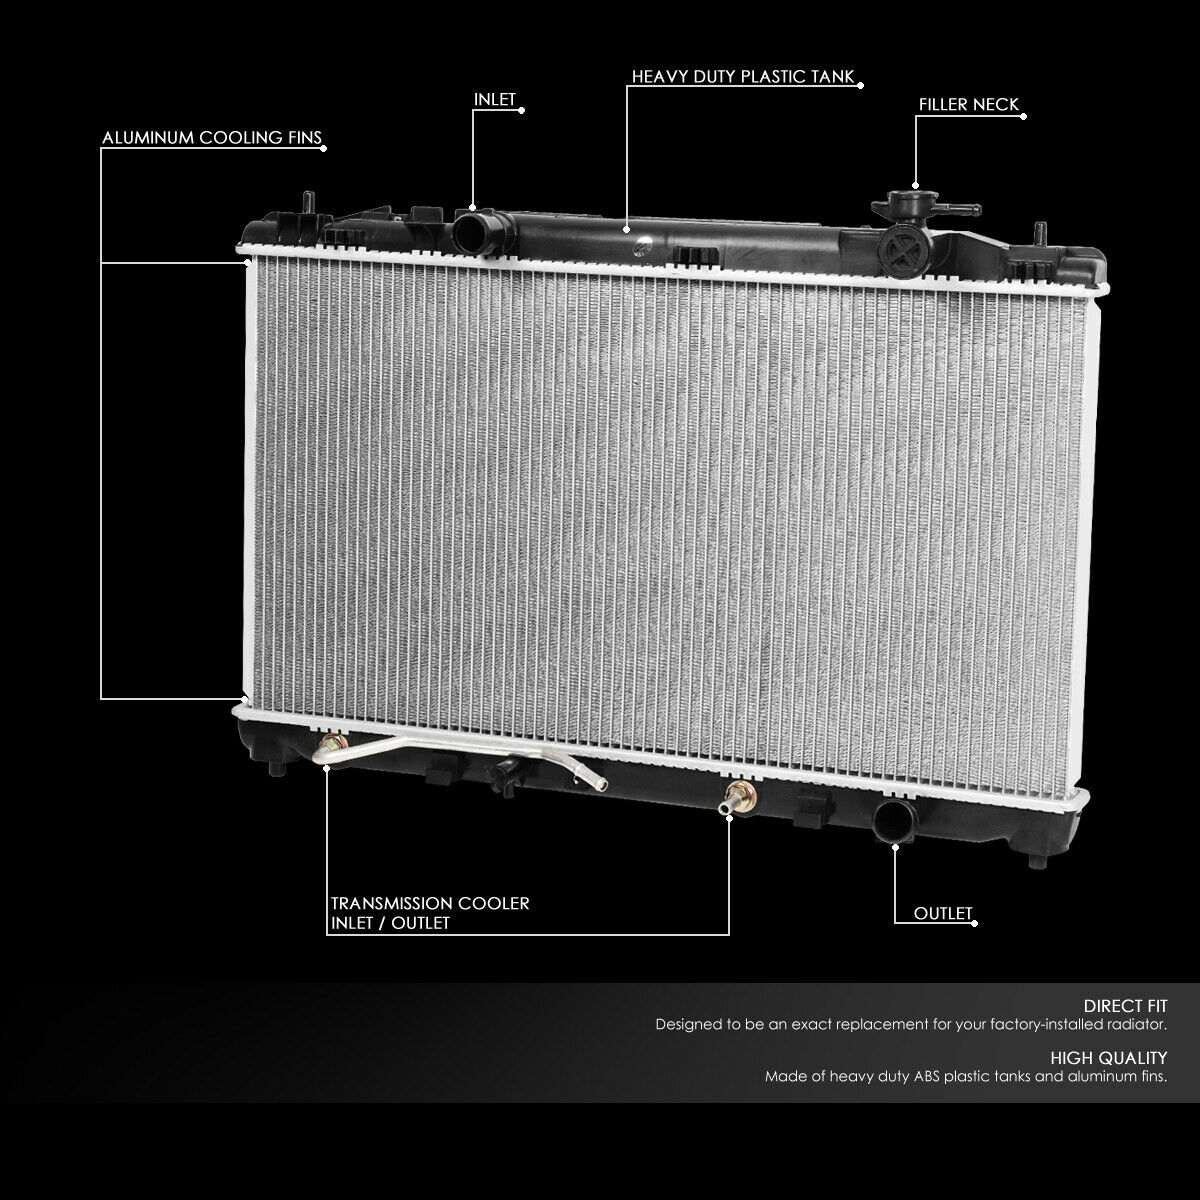 HEAVY DUTY PLASTIC TANK
INLET
FILLER NECK
ALUMINUM COOLING FINS
TRANSMISSION COOLER
INLET / OUTLET
OUTLET
DIRECT FIT
Designed to be an exact replacement for your factory-installed radiator.
HIGH QUALITY
Made of heavy duty ABS plastic tanks and aluminum fins.